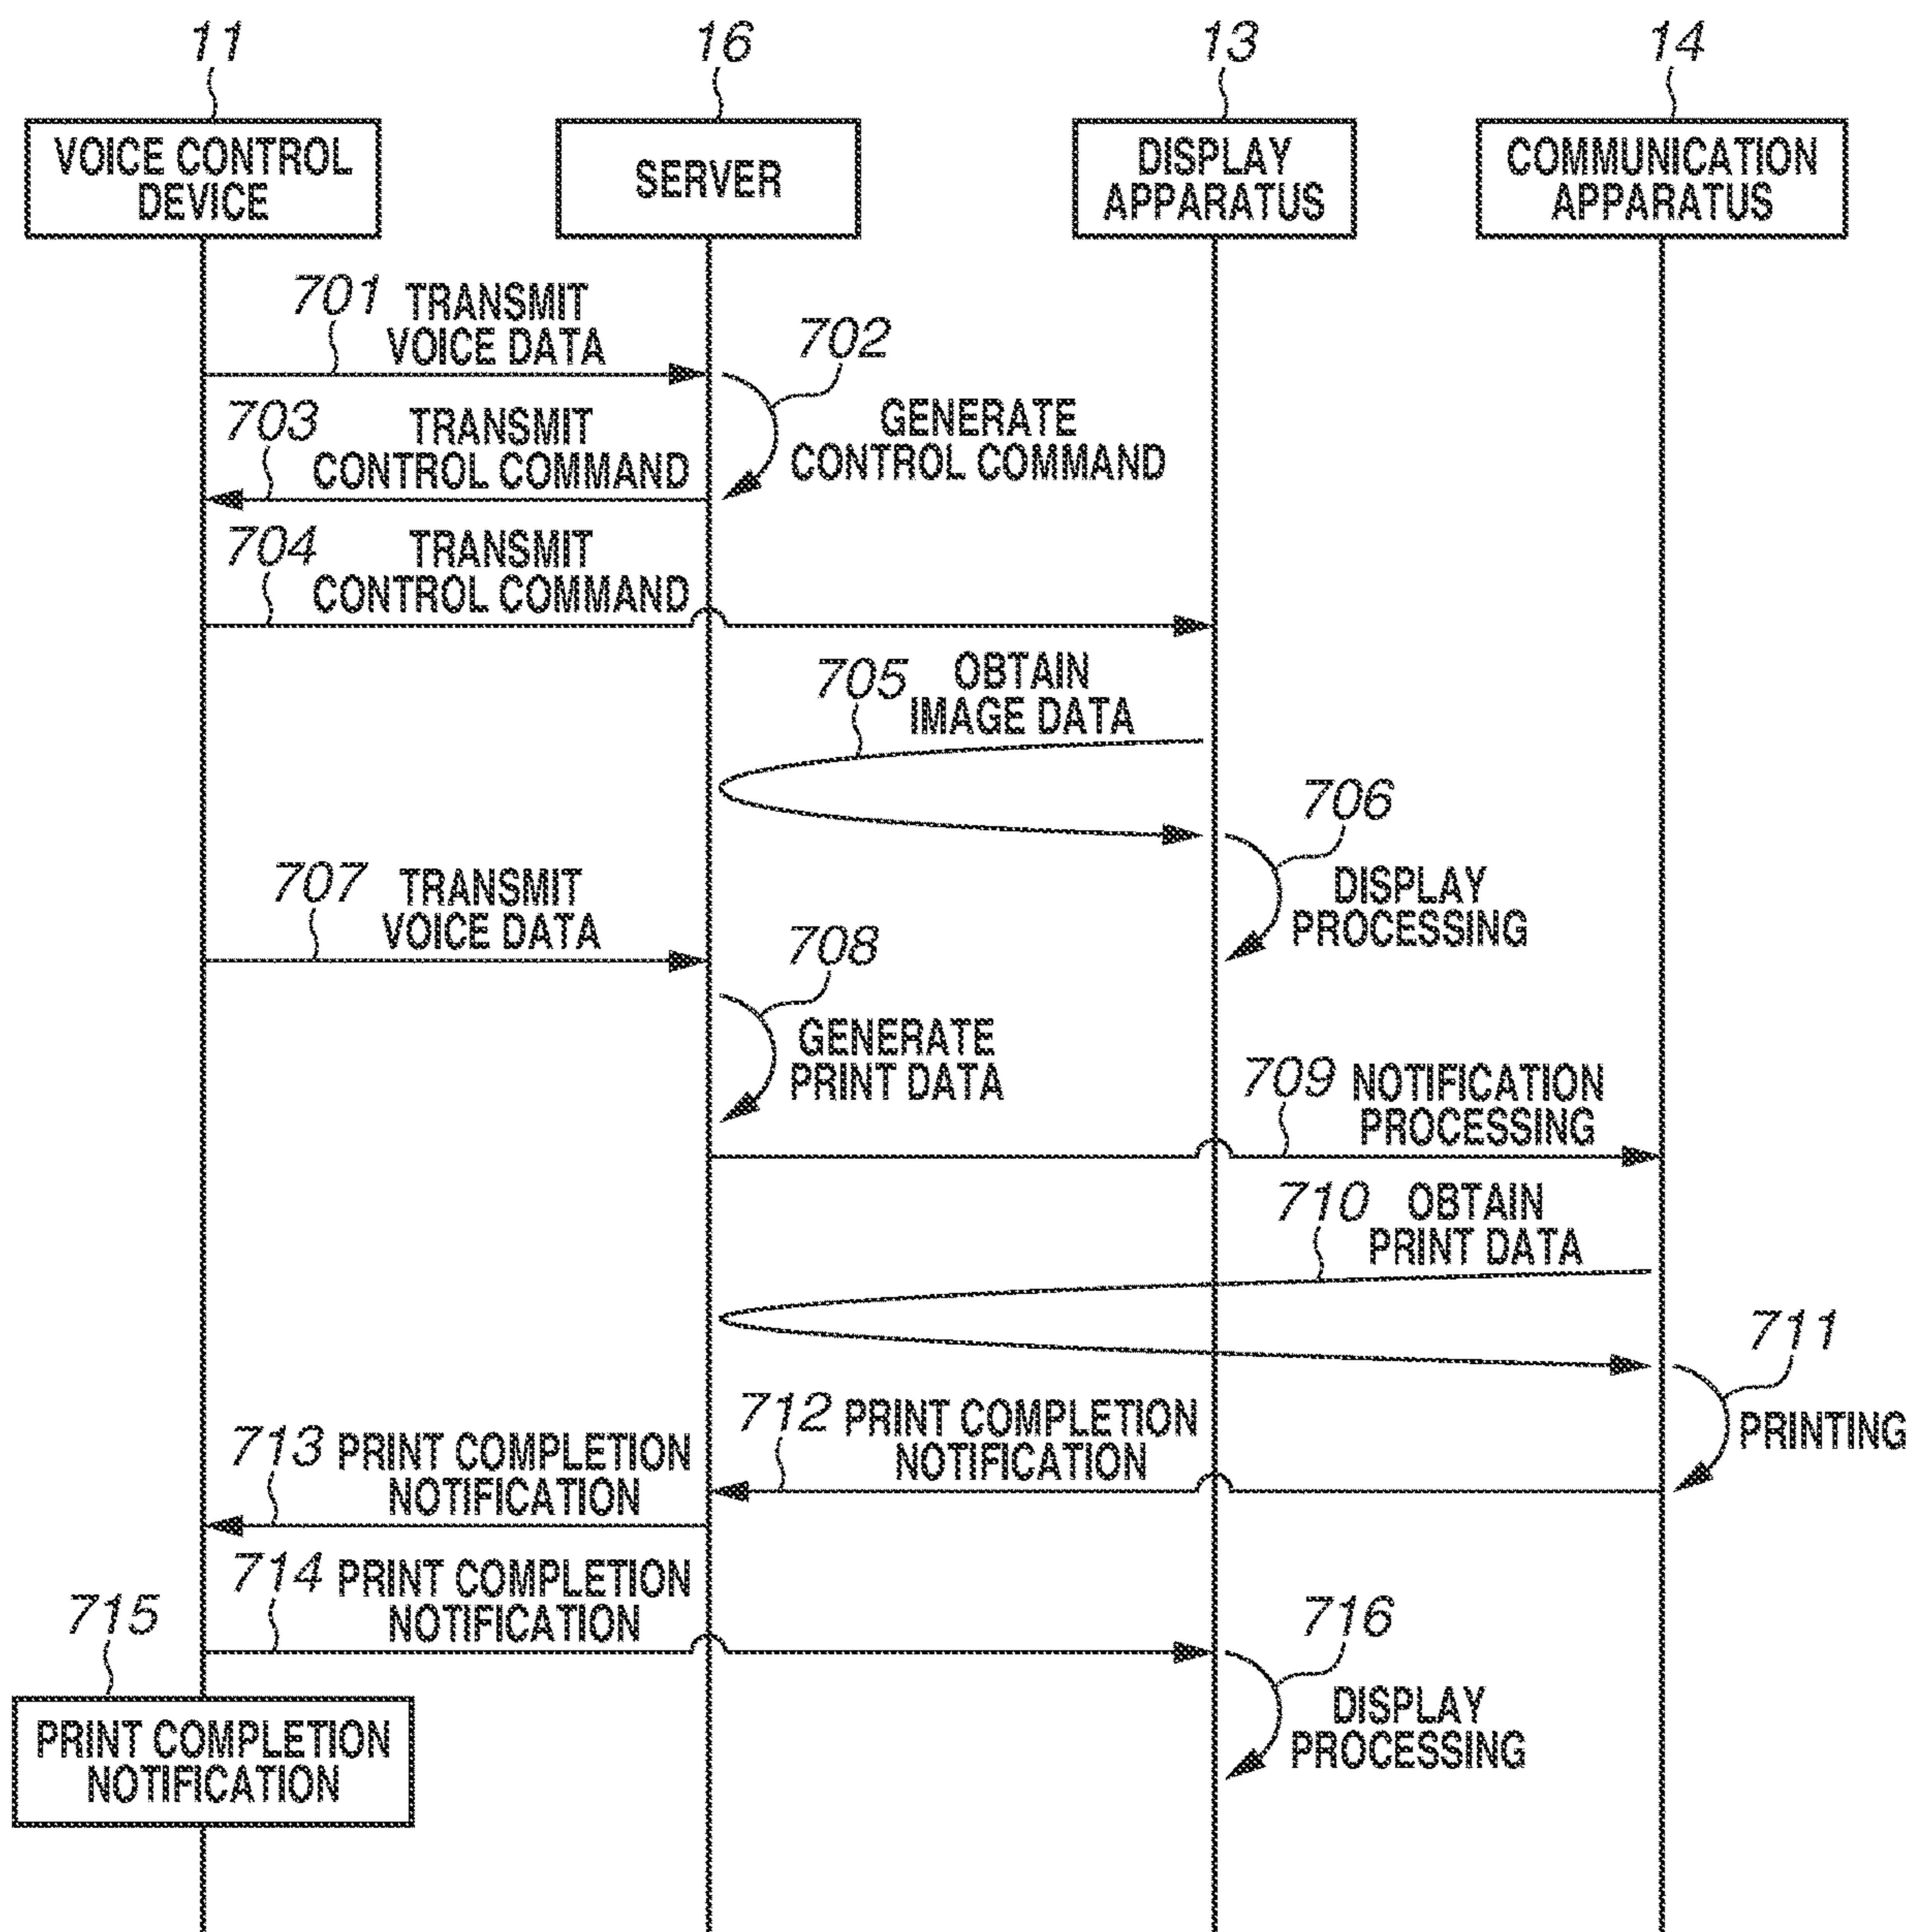 11
16
13
14
VOICE CONTROL
DEVICE
SERVER
DISPLAY
APPARATUS
COMMUNICATION
APPARATUS
701 TRANSMIT
VOICE DATA
702
GENERATE
CONTROL COMMAND
703 TRANSMIT
CONTROL COMMAND
704 TRANSMIT
CONTROL COMMAND
705 OBTAIN
IMAGE DATA
706
DISPLAY
PROCESSING
707 TRANSMIT
VOICE DATA
708
GENERATE
PRINT DATA
709 NOTIFICATION
PROCESSING
710 OBTAIN
PRINT DATA
711
PRINTING
712 PRINT COMPLETION
NOTIFICATION
713 PRINT COMPLETION
NOTIFICATION
714 PRINT COMPLETION
NOTIFICATION
715
PRINT COMPLETION
NOTIFICATION
716
DISPLAY
PROCESSING